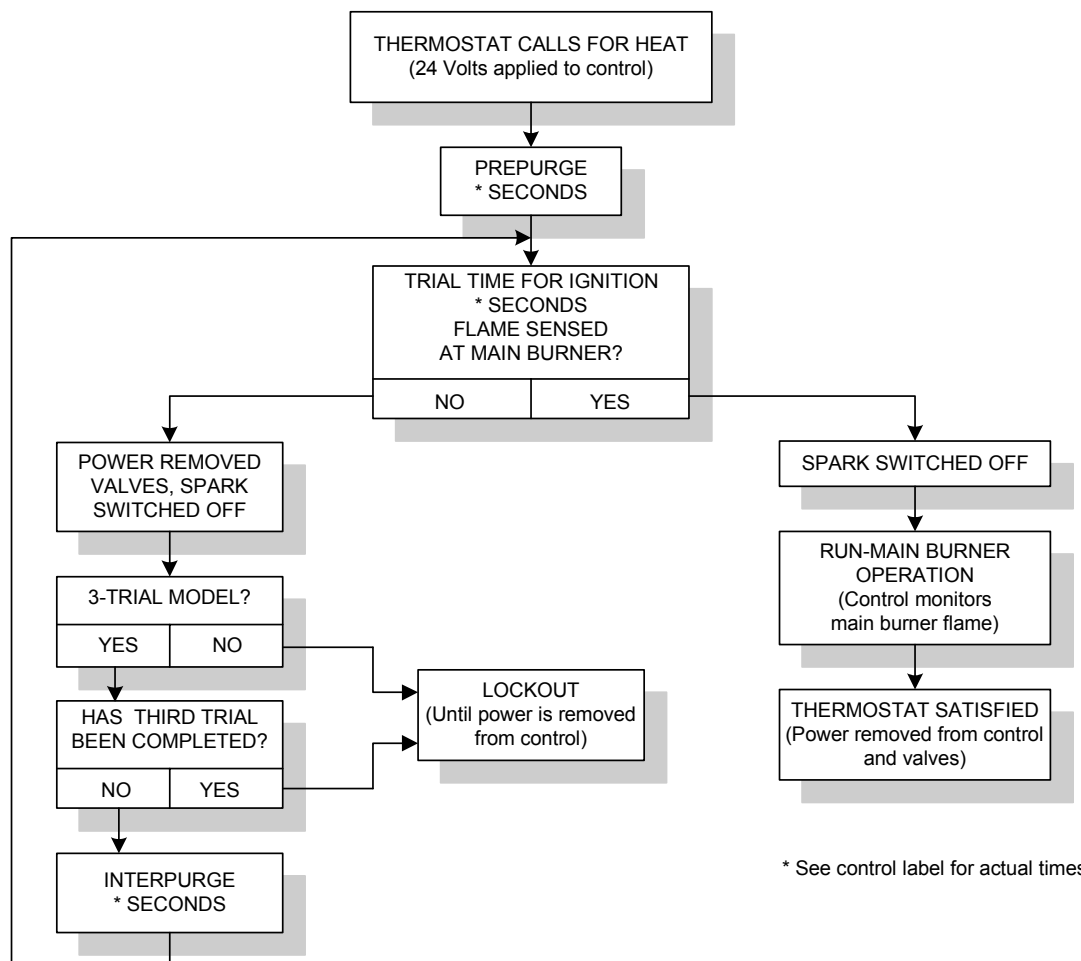 THERMOSTAT CALLS FOR HEAT
(24 Volts applied to control)
PREPURGE
* SECONDS
TRIAL TIME FOR IGNITION
* SECONDS
FLAME SENSED
AT MAIN BURNER?
NO
YES
POWER REMOVED
VALVES, SPARK
SWITCHED OFF
3-TRIAL MODEL?
YES
NO
HAS THIRD TRIAL
BEEN COMPLETED?
NO
YES
INTERPURGE
* SECONDS
LOCKOUT
(Until power is removed
from control)
SPARK SWITCHED OFF
RUN-MAIN BURNER
OPERATION
(Control monitors
main burner flame)
THERMOSTAT SATISFIED
(Power removed from control
and valves)
* See control label for actual times